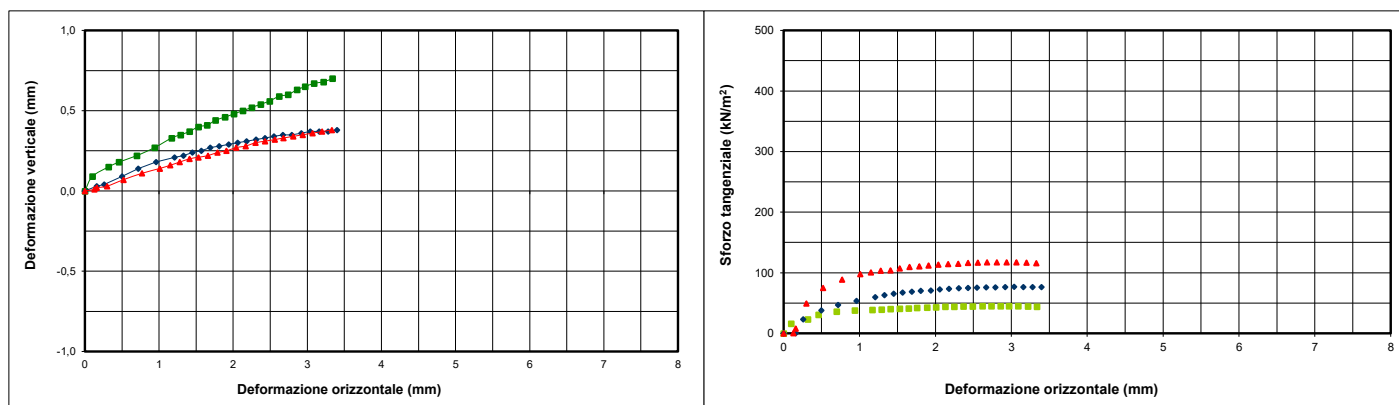 1,0
0,5
0,0
-0,5
-1,0
0 1 2 3 4 5 6 7 8
Deformazione verticale (mm)
Deformazione orizzontale (mm)
500
400
300
200
100
0
0 1 2 3 4 5 6 7 8
Sforzo tangenziale (kN/m²)
Deformazione orizzontale (mm)